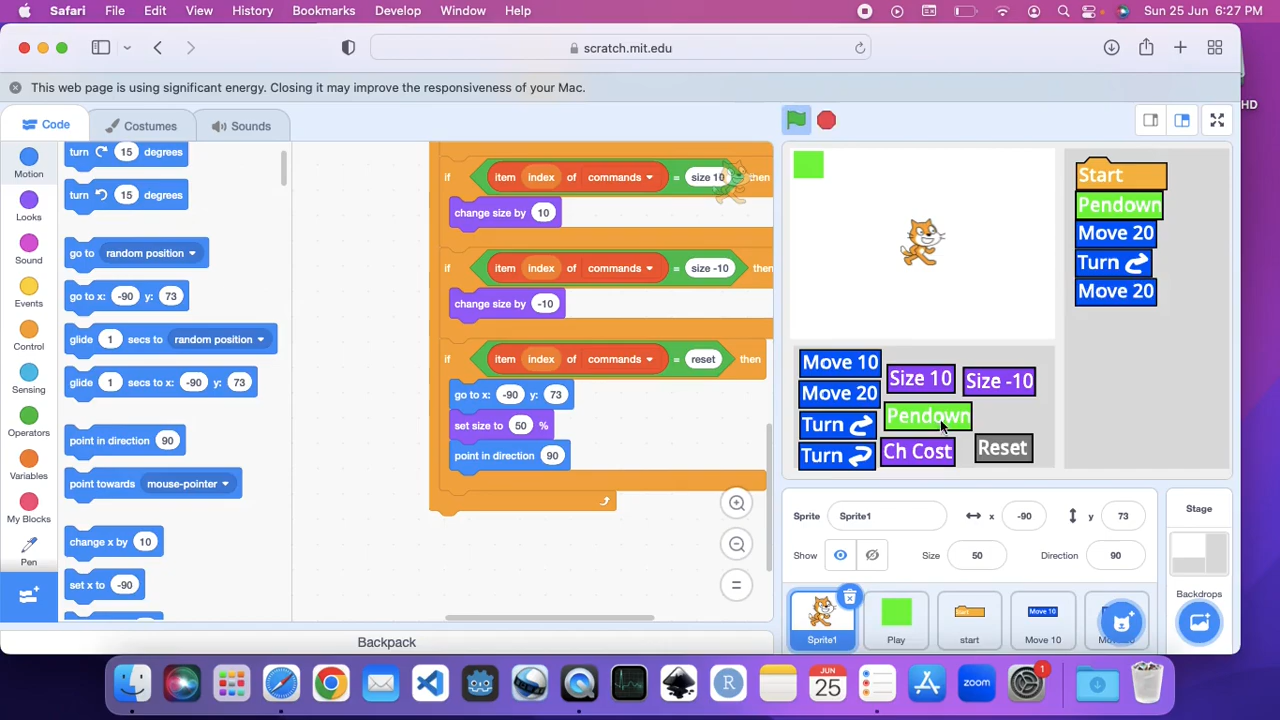 Safari File Edit View History Bookmarks Develop Window Help Sun 25 Jun 6:27 PM
scratch.mit.edu
This web page is using significant energy. Closing it may improve the responsiveness of your Mac.
HD
Code Costumes Sounds
Motion
Looks
Sound
Events
Control
Sensing
Operators
Variables
My Blocks
Pen
turn 15 degrees
turn 15 degrees
go to random position
go to x: -90 y: 73
glide 1 secs to random position
glide 1 secs to x: -90 y: 73
point in direction 90
point towards mouse-pointer
change x by 10
set x to -90
if item index of commands = size 10 then
change size by 10
if item index of commands = size -10 then
change size by -10
if item index of commands = reset then
go to x: -90 y: 73
set size to 50 %
point in direction 90
Backpack
Start
Pendown
Move 20
Turn
Move 20
Move 10
Move 20
Turn
Turn
Size 10
Size -10
Pendown
Ch Cost
Reset
Sprite Sprite1 x -90 y 73
Show Size 50 Direction 90
Sprite1
Play
start
Move 10
Stage
Backdrops
JUN
25
zoom
1